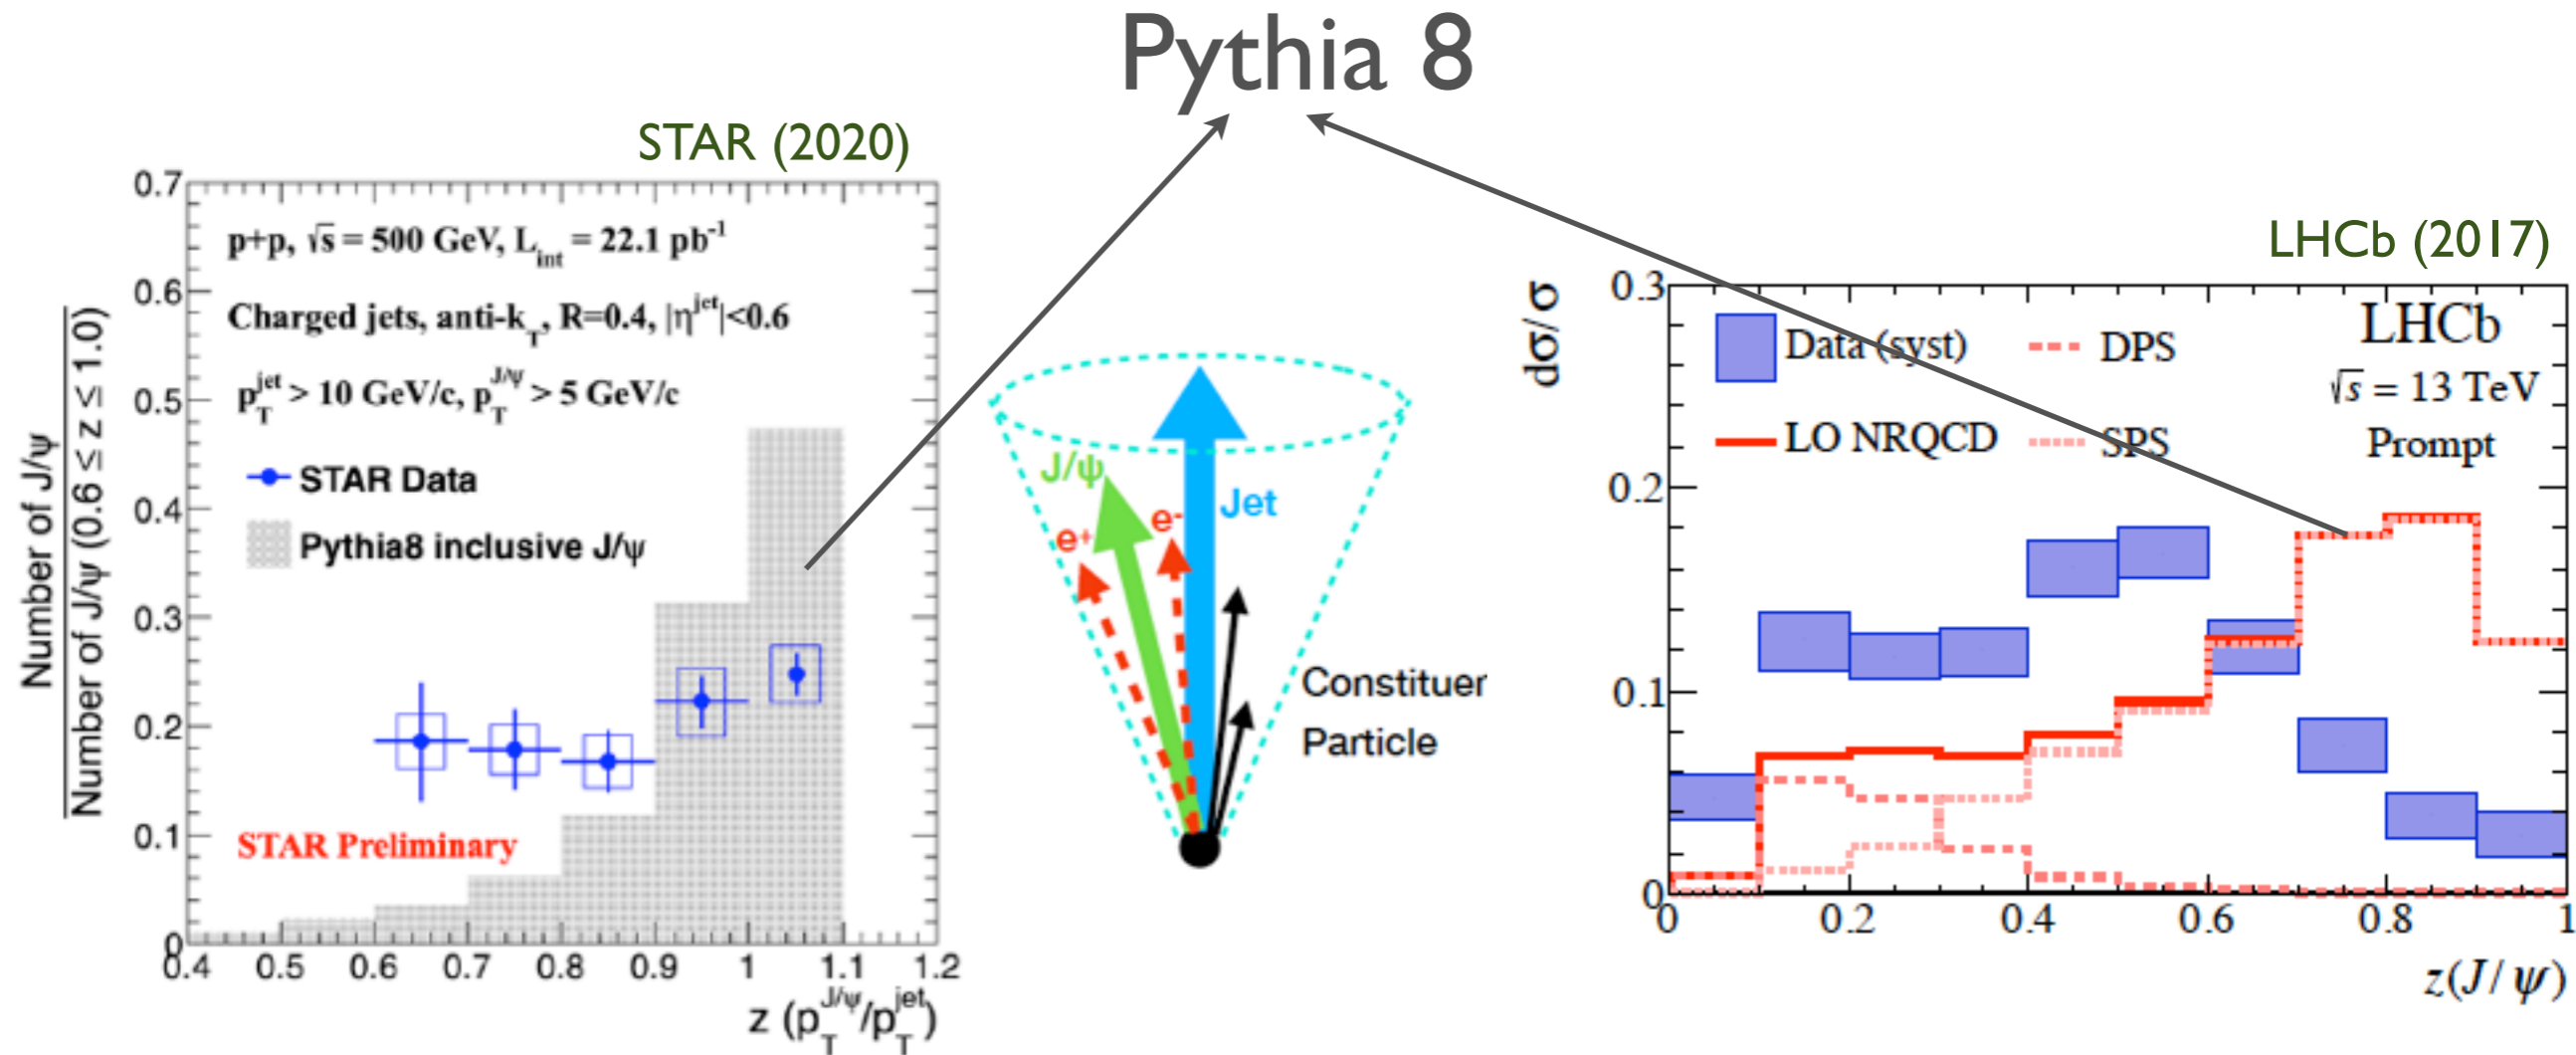 Pythia 8
STAR (2020)
0.7
0.6
0.5
0.4
0.3
0.2
0.1
0
p+p, √s = 500 GeV, L_int = 22.1 pb⁻¹
Charged jets, anti-k_T, R=0.4, |η^jet|<0.6
p_T^jet > 10 GeV/c, p_T^J/ψ > 5 GeV/c
STAR Data
Pythia8 inclusive J/ψ
STAR Preliminary
Number of J/ψ
Number of J/ψ (0.6 ≤ z ≤ 1.0)
0.4 0.5 0.6 0.7 0.8 0.9 1 1.1 1.2
z (p_T^J/ψ/p_T^jet)
J/ψ
e⁺
e⁻
Jet
Constituer
Particle
LHCb (2017)
dσ/σ
0.3
0.2
0.1
0
Data (syst)
DPS
LO NRQCD
SPS
LHCb
√s = 13 TeV
Prompt
0 0.2 0.4 0.6 0.8 1
z(J/ψ)